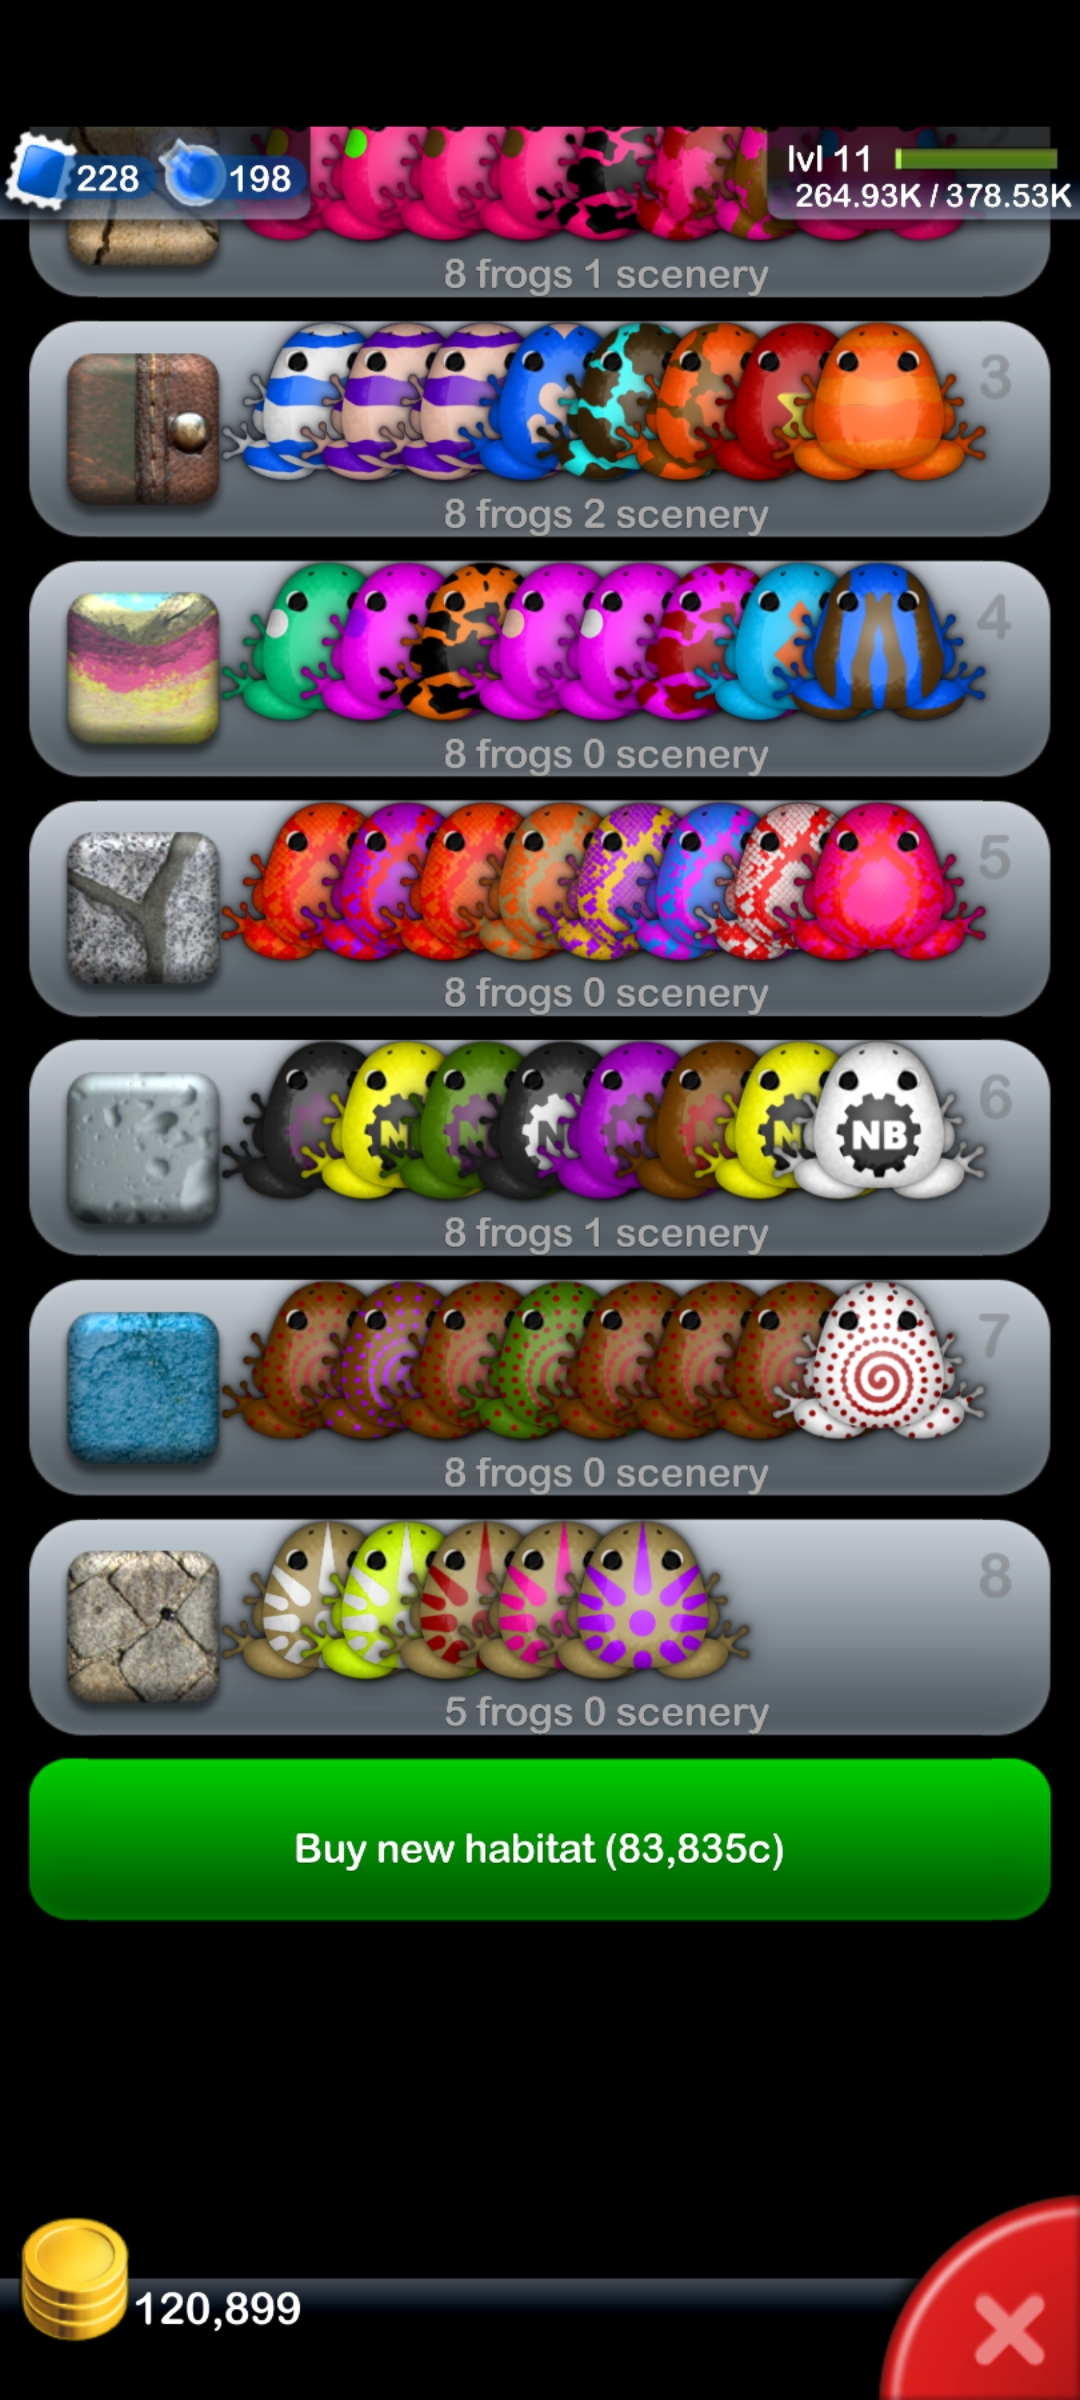 228
198
lvl 11
264.93K / 378.53K
8 frogs 1 scenery
3
8 frogs 2 scenery
4
8 frogs 0 scenery
5
8 frogs 0 scenery
6
N
N
N
N
N
NB
8 frogs 1 scenery
7
8 frogs 0 scenery
8
5 frogs 0 scenery
Buy new habitat (83,835c)
120,899